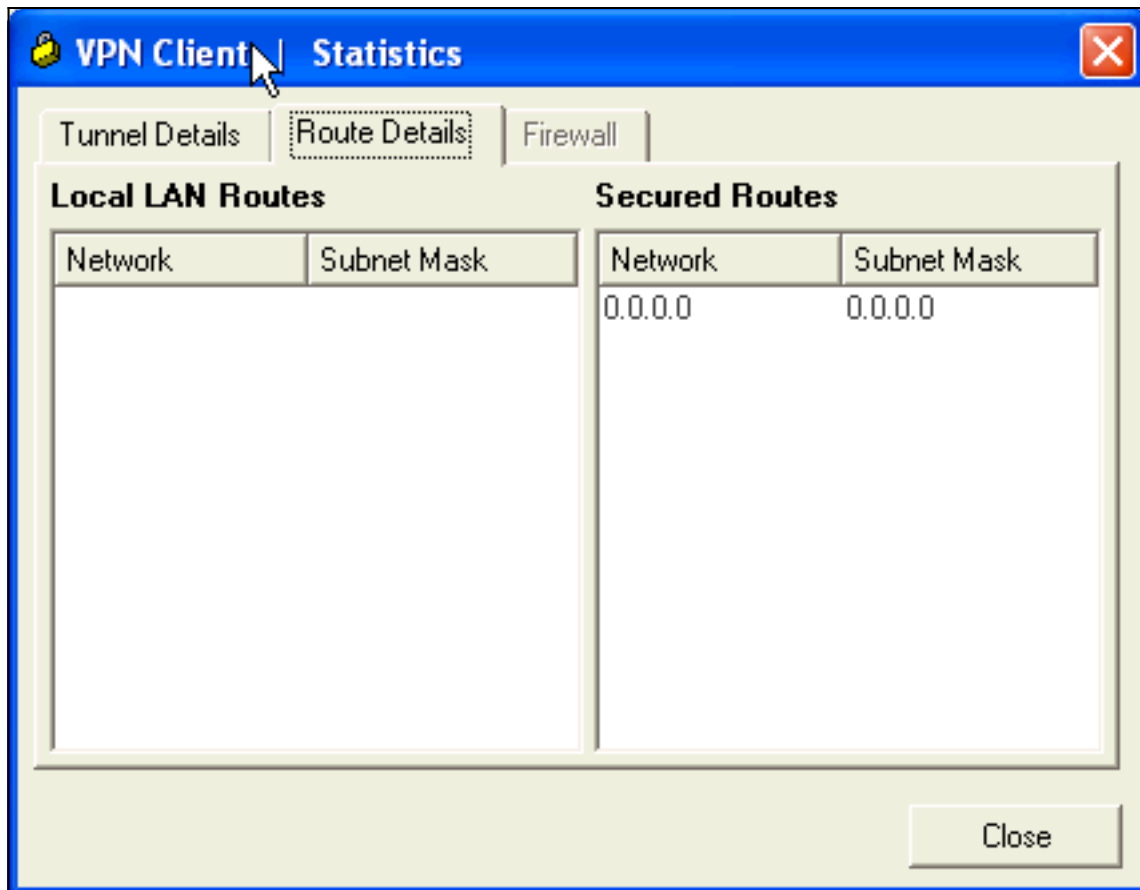 VPN Client | Statistics
Tunnel Details Route Details Firewall
Local LAN Routes Secured Routes
Network Subnet Mask Network Subnet Mask
0.0.0.0 0.0.0.0
Close